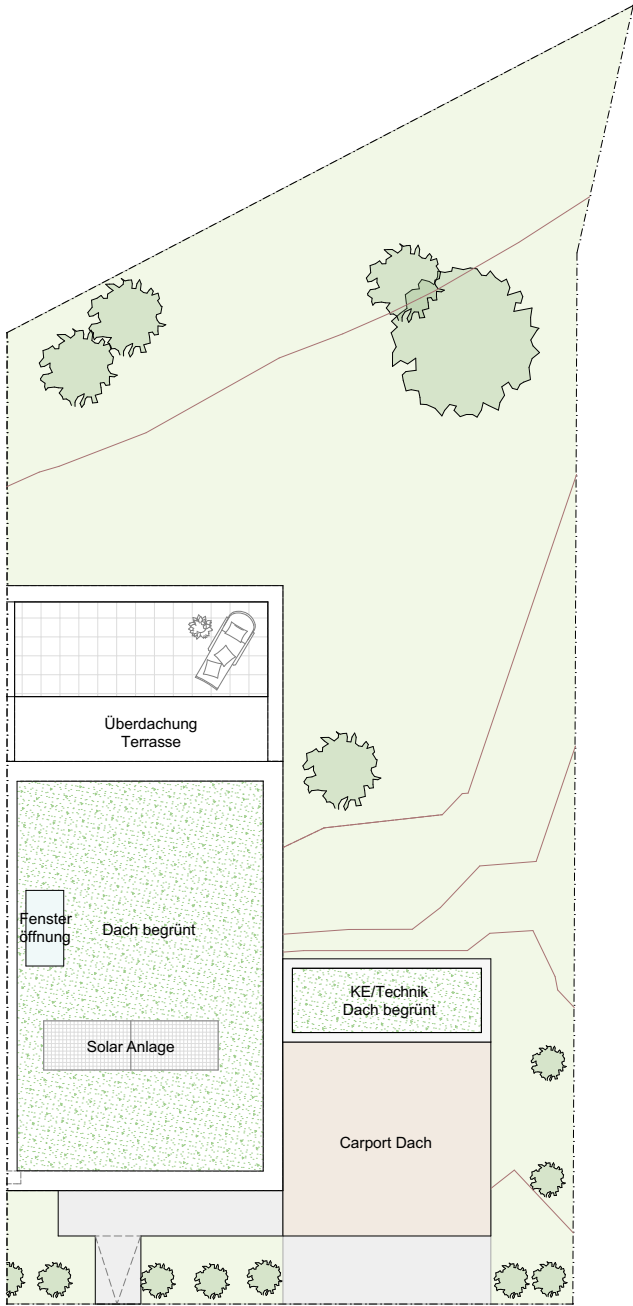 Überdachung
Terrasse
Fenster
öffnung
Dach begrünt
Solar Anlage
KE/Technik
Dach begrünt
Carport Dach